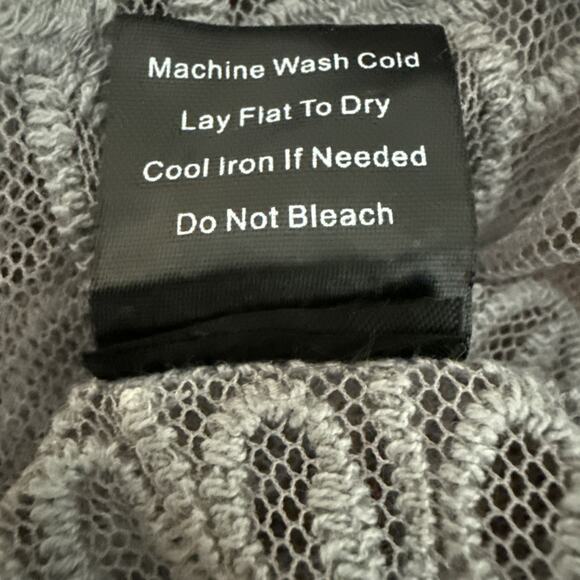 Machine Wash Cold
Lay Flat To Dry
Cool Iron If Needed
Do Not Bleach